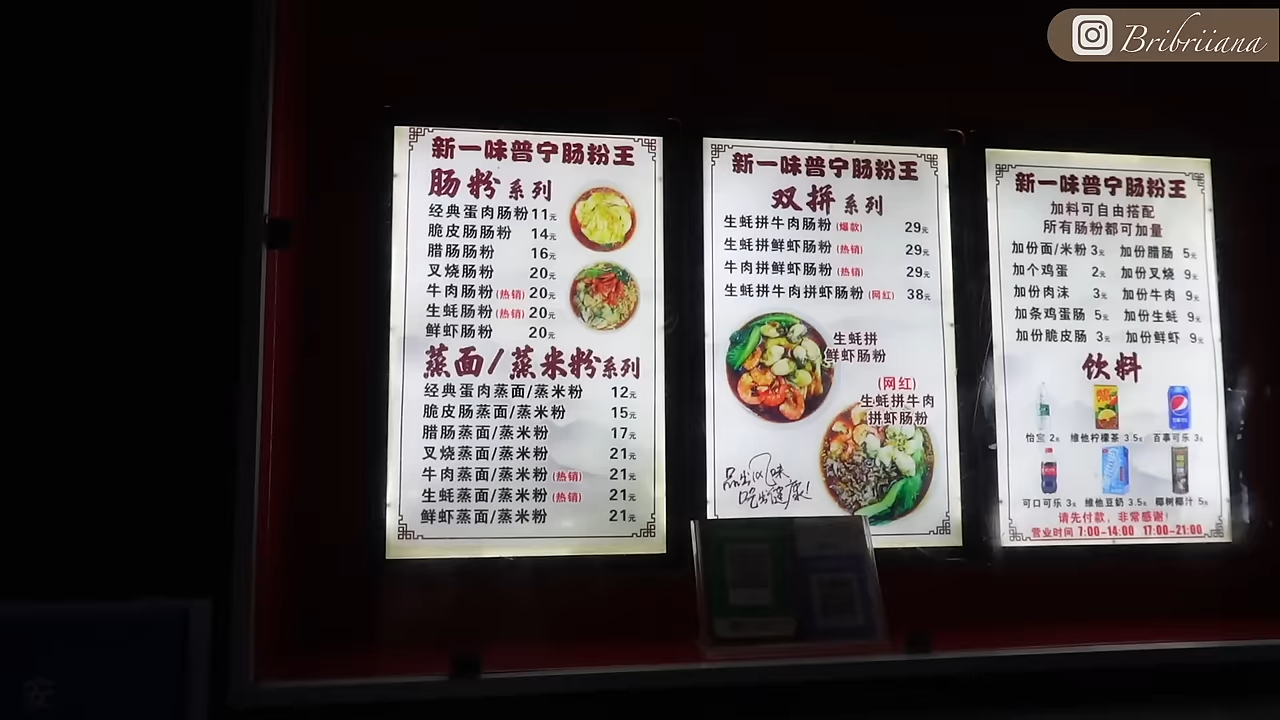 Bribriiana
新一味普宁肠粉王
肠粉系列
经典蛋肉肠粉11元
脆皮肠肠粉 14元
腊肠肠粉 16元
叉烧肠粉 20元
牛肉肠粉(热销) 20元
生蚝肠粉(热销) 20元
鲜虾肠粉 20元
蒸面/蒸米粉系列
经典蛋肉蒸面/蒸米粉 12元
脆皮肠蒸面/蒸米粉 15元
腊肠蒸面/蒸米粉 17元
叉烧蒸面/蒸米粉 21元
牛肉蒸面/蒸米粉(热销) 21元
生蚝蒸面/蒸米粉(热销) 21元
鲜虾蒸面/蒸米粉 21元
新一味普宁肠粉王
双拼系列
生蚝拼牛肉肠粉(爆款) 29元
生蚝拼鲜虾肠粉(热销) 29元
牛肉拼鲜虾肠粉(热销) 29元
生蚝拼牛肉拼虾肠粉(网红) 38元
生蚝拼
鲜虾肠粉
(网红)
生蚝拼牛肉
拼虾肠粉
品出风味
吃出健康!
新一味普宁肠粉王
加料可自由搭配
所有肠粉都可加量
加份面/米粉 3元 加份腊肠 5元
加个鸡蛋 2元 加份叉烧 9元
加份肉沫 3元 加份牛肉 9元
加条鸡蛋肠 5元 加份生蚝 9元
加份脆皮肠 3元 加份鲜虾 9元
饮料
怡宝 2元 维他柠檬茶 3.5元 百事可乐 3元
可口可乐 3元 维他豆奶 3.5元 椰树椰汁 5元
请先付款，非常感谢!
营业时间 7:00-14:00 17:00-21:00
安